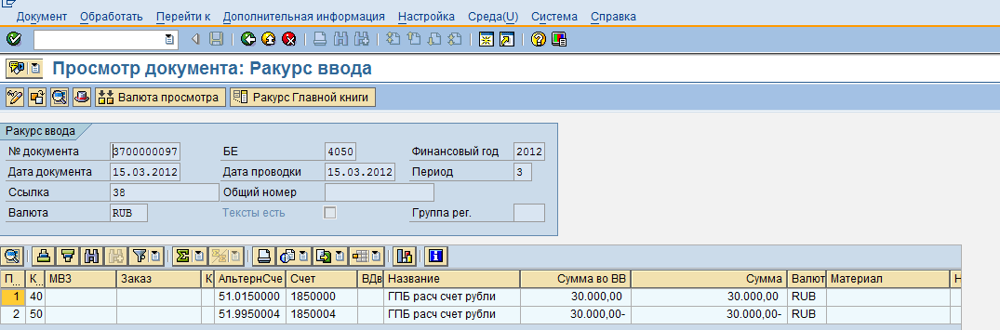 Документ Обработать Перейти к Дополнительная информация Настройка Среда(U) Система Справка
Просмотр документа: Ракурс ввода
Валюта просмотра Ракурс Главной книги
Ракурс ввода
№ документа 3700000097 БЕ 4050 Финансовый год 2012
Дата документа 15.03.2012 Дата проводки 15.03.2012 Период 3
Ссылка 38 Общий номер
Валюта RUB Тексты есть Группа рег.
П... К... МВЗ Заказ К АльтернСче Счет ВДв Название Сумма во ВВ Сумма Валют Материал Н
1 40 51.0150000 1850000 ГПБ расч счет рубли 30.000,00 30.000,00 RUB
2 50 51.9950004 1850004 ГПБ расч счет рубли 30.000,00- 30.000,00- RUB